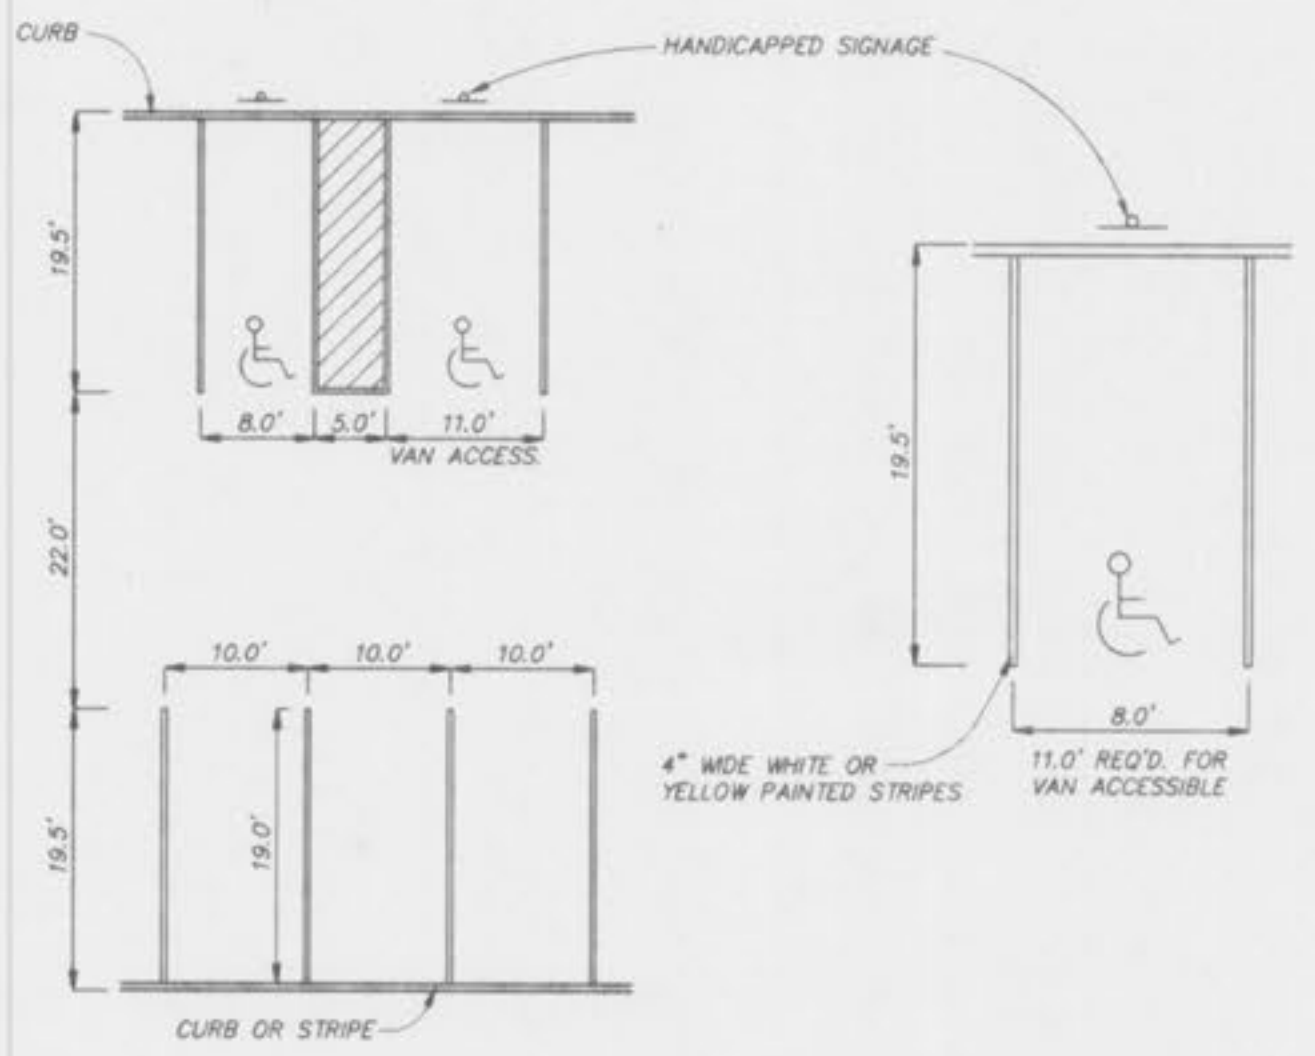 CURB
HANDICAPPED SIGNAGE
19.5'
8.0'
5.0'
11.0'
VAN ACCESS.
19.5'
22.0'
10.0'
10.0'
10.0'
8.0'
4" WIDE WHITE OR
YELLOW PAINTED STRIPES
11.0' REQ'D. FOR
VAN ACCESSIBLE
19.5'
19.0'
CURB OR STRIPE